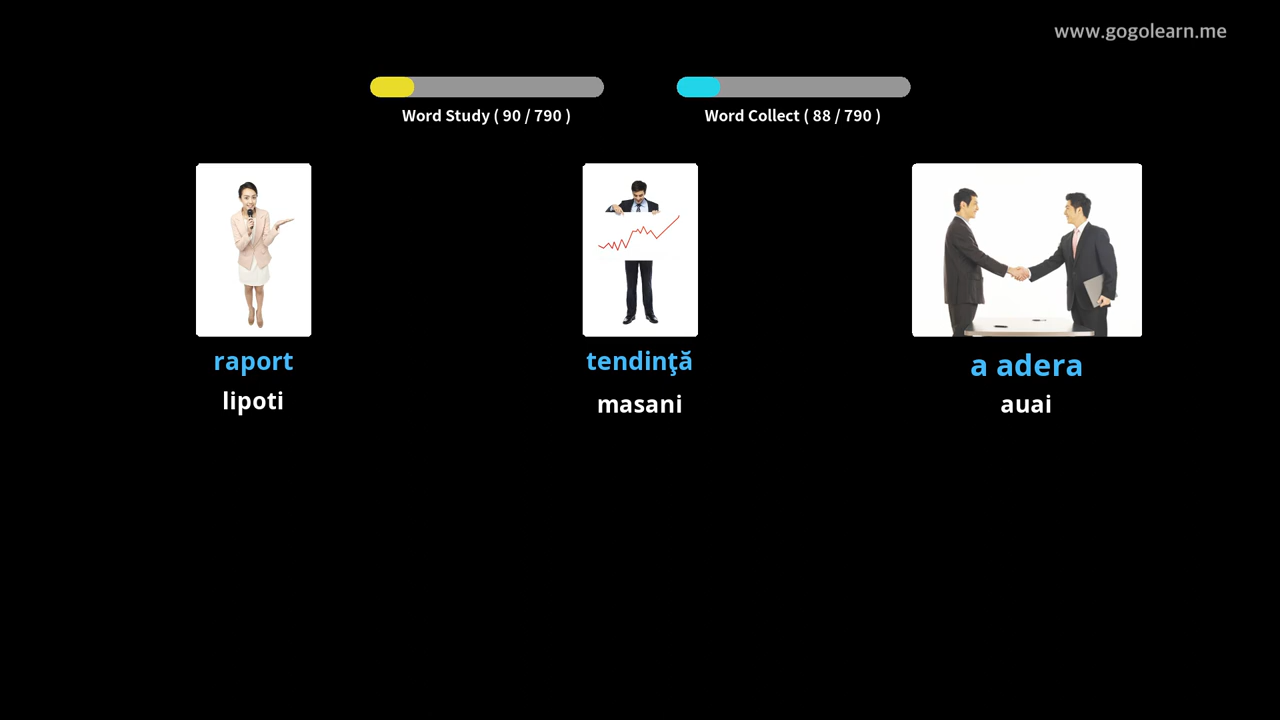 www.gogolearn.me
Word Study ( 90 / 790 )
Word Collect ( 88 / 790 )
raport
tendinţă
a adera
lipoti
masani
auai